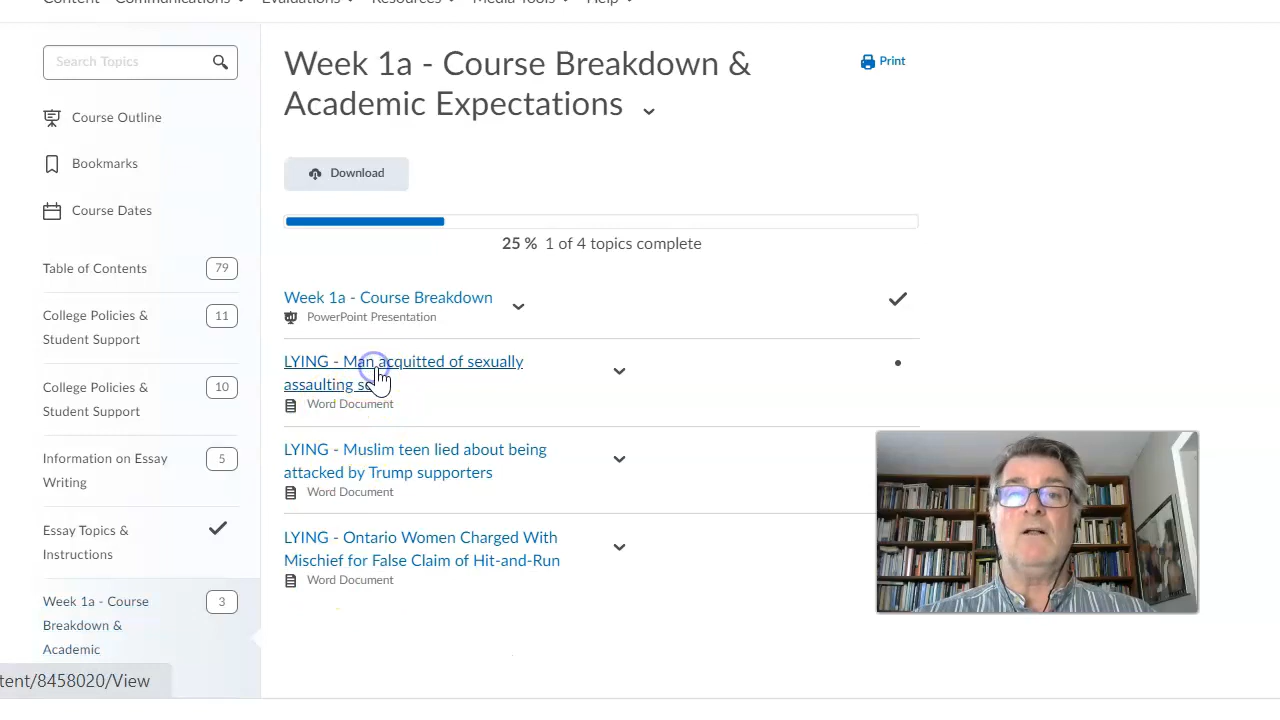 Content Communications Evaluations Resources Media Tools Help
Search Topics
Course Outline
Bookmarks
Course Dates
Table of Contents 79
College Policies & 11
Student Support
College Policies & 10
Student Support
Information on Essay 5
Writing
Essay Topics &
Instructions
Week 1a - Course 3
Breakdown &
Academic
tent/8458020/View
Week 1a - Course Breakdown &
Academic Expectations
Print
Download
25 % 1 of 4 topics complete
Week 1a - Course Breakdown
PowerPoint Presentation
LYING - Man acquitted of sexually
assaulting
Word Document
LYING - Muslim teen lied about being
attacked by Trump supporters
Word Document
LYING - Ontario Women Charged With
Mischief for False Claim of Hit-and-Run
Word Document